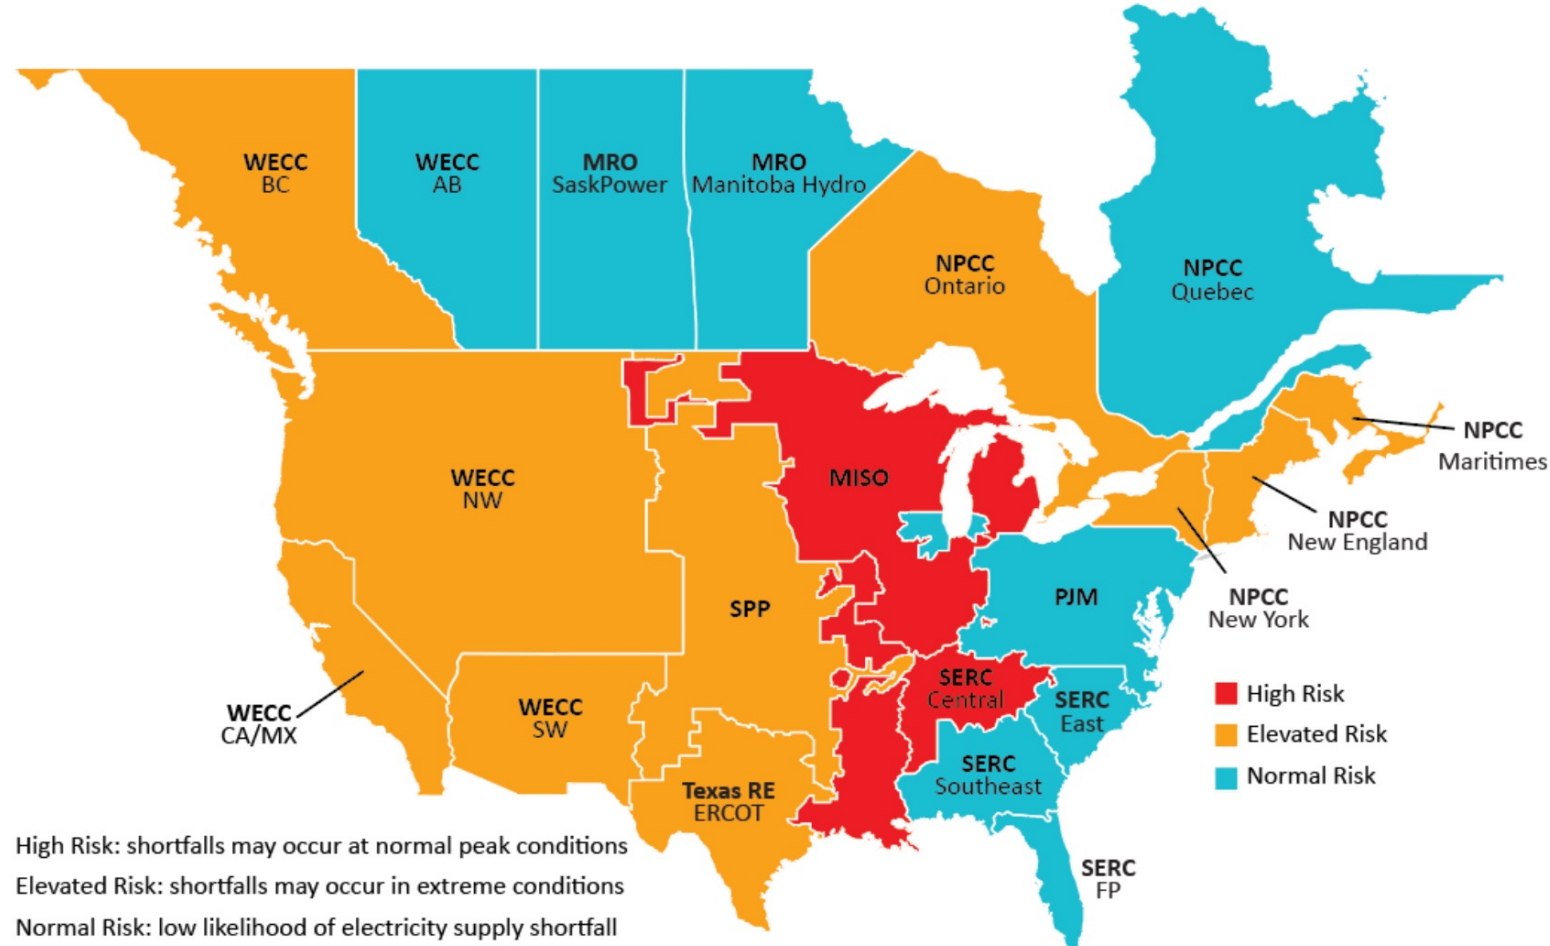 WECC
BC
WECC
AB
MRO
SaskPower
MRO
Manitoba Hydro
NPCC
Ontario
NPCC
Quebec
NPCC
Maritimes
NPCC
New England
NPCC
New York
WECC
NW
MISO
SPP
PJM
WECC
CA/MX
WECC
SW
SERC
Central
SERC
East
SERC
Southeast
Texas RE
ERCOT
SERC
FP
High Risk
Elevated Risk
Normal Risk
High Risk: shortfalls may occur at normal peak conditions
Elevated Risk: shortfalls may occur in extreme conditions
Normal Risk: low likelihood of electricity supply shortfall